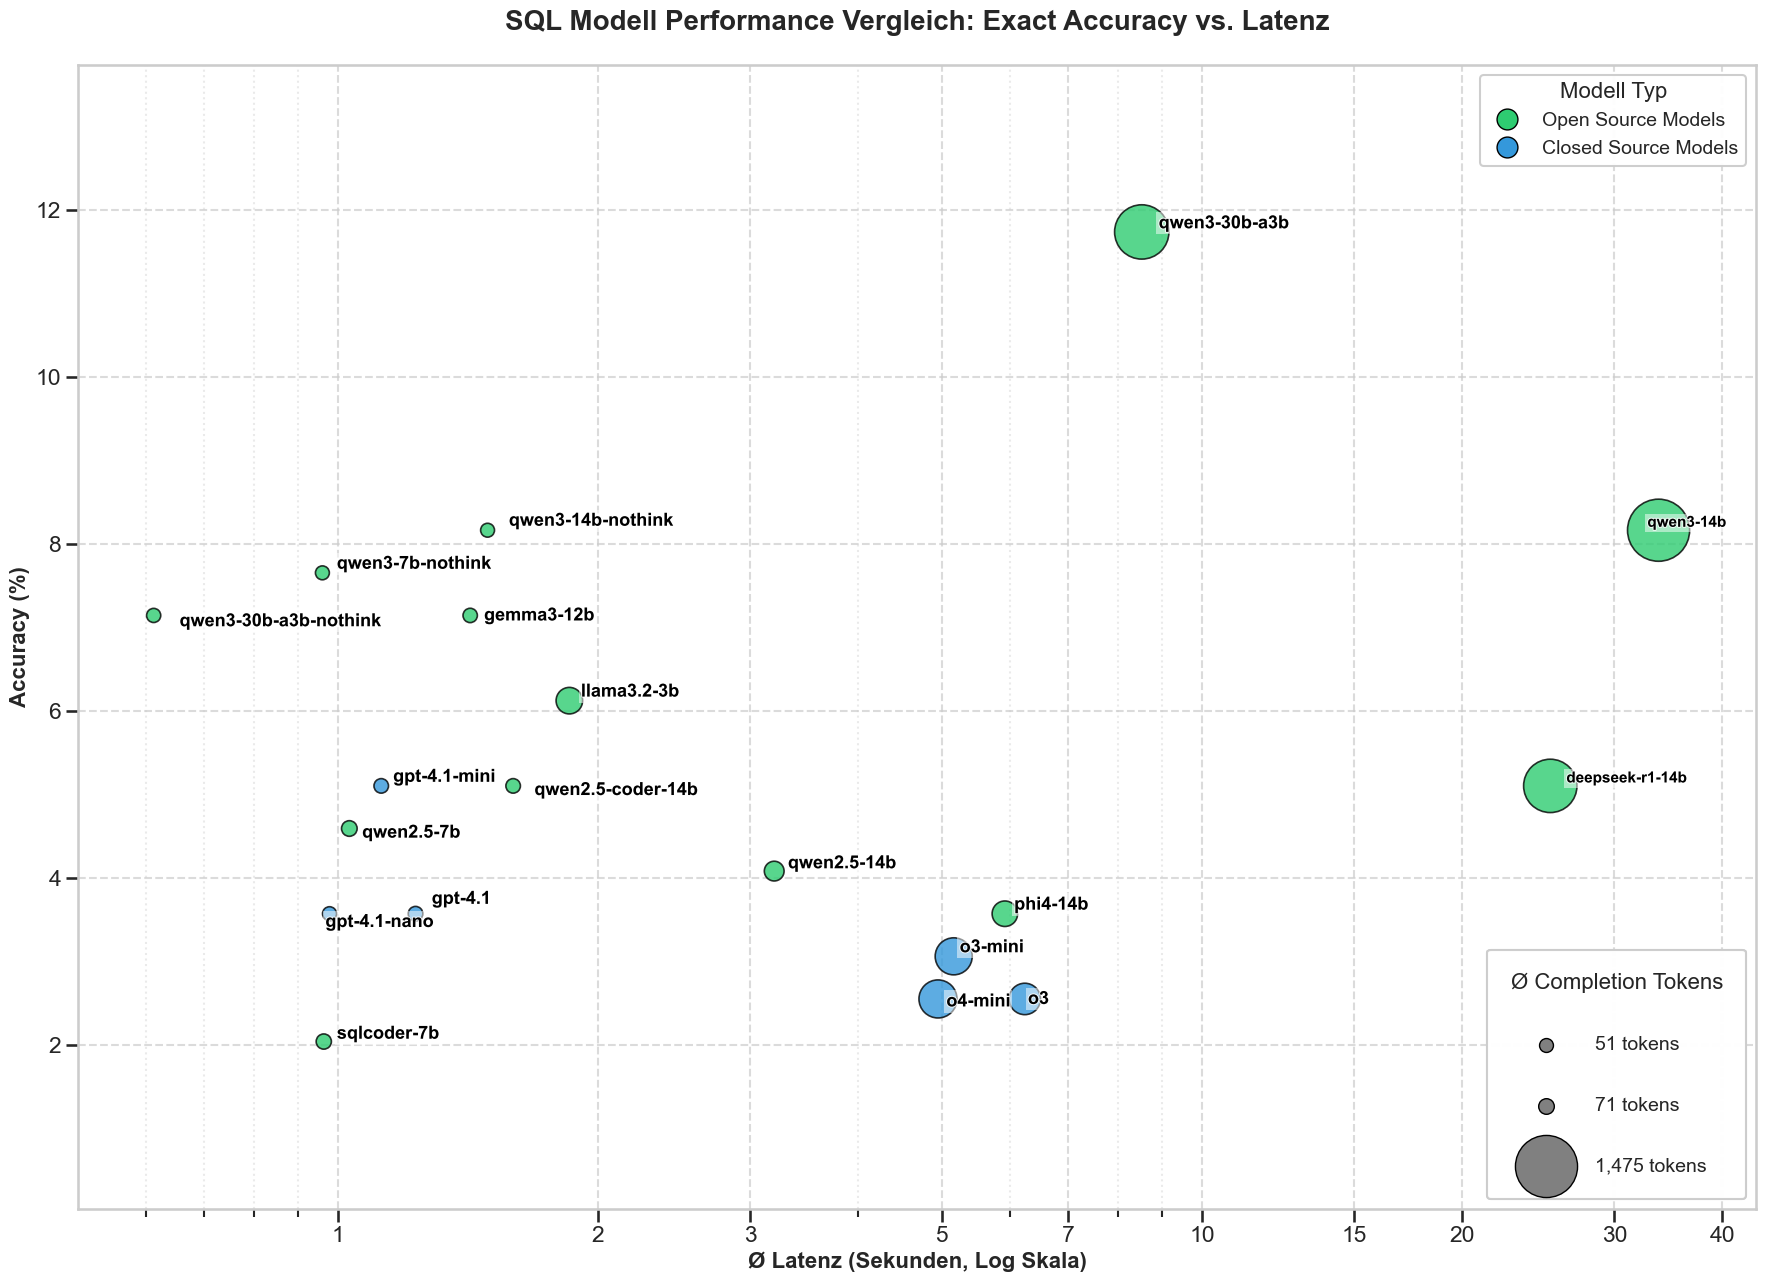 SQL Modell Performance Vergleich: Exact Accuracy vs. Latenz
Modell Typ
Open Source Models
Closed Source Models
12
10
8
6
4
2
Accuracy (%)
qwen3-30b-a3b
qwen3-14b-nothink
qwen3-14b
qwen3-7b-nothink
qwen3-30b-a3b-nothink
gemma3-12b
llama3.2-3b
gpt-4.1-mini
qwen2.5-coder-14b
deepseek-r1-14b
qwen2.5-7b
qwen2.5-14b
gpt-4.1
gpt-4.1-nano
phi4-14b
o3-mini
o4-mini
o3
sqlcoder-7b
Ø Completion Tokens
51 tokens
71 tokens
1,475 tokens
1 2 3 5 7 10 15 20 30 40
Ø Latenz (Sekunden, Log Skala)